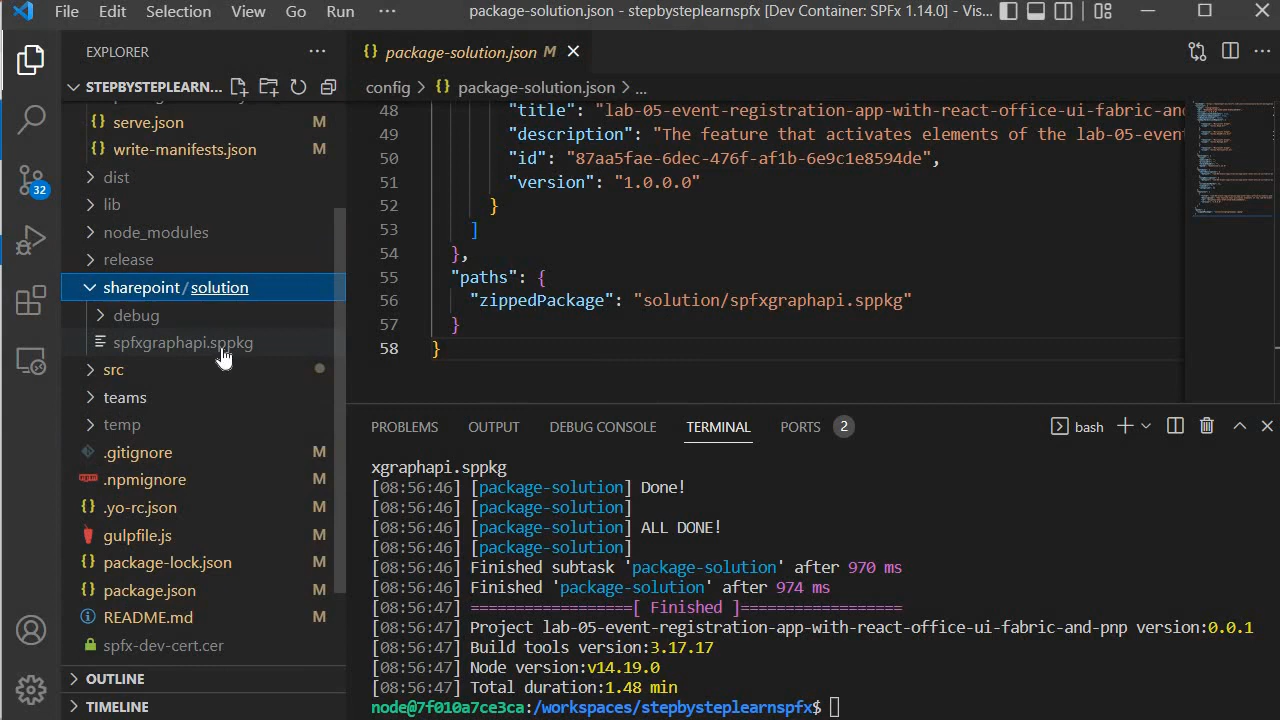 File Edit Selection View Go Run ··· package-solution.json - stepbysteplearnspfx [Dev Container: SPFx 1.14.0] - Vis...
EXPLORER
STEPBYSTEPLEARN...
serve.json M
write-manifests.json M
dist
lib
node_modules
release
sharepoint/solution
debug
spfxgraphapi.sppkg
src
teams
temp
.gitignore M
.npmignore M
.yo-rc.json M
gulpfile.js M
package-lock.json M
package.json M
README.md M
spfx-dev-cert.cer
OUTLINE
TIMELINE
32
package-solution.json M
config > package-solution.json > ...
48 "title": "lab-05-event-registration-app-with-react-office-ui-fabric-an
49 "description": "The feature that activates elements of the lab-05-even
50 "id": "87aa5fae-6dec-476f-af1b-6e9c1e8594de",
51 "version": "1.0.0.0"
52 }
53 ]
54 },
55 "paths": {
56 "zippedPackage": "solution/spfxgraphapi.sppkg"
57 }
58 }
PROBLEMS OUTPUT DEBUG CONSOLE TERMINAL PORTS 2 bash
xgraphapi.sppkg
[08:56:46] [package-solution] Done!
[08:56:46] [package-solution]
[08:56:46] [package-solution] ALL DONE!
[08:56:46] [package-solution]
[08:56:46] Finished subtask 'package-solution' after 970 ms
[08:56:46] Finished 'package-solution' after 974 ms
[08:56:47] ==================[ Finished ]==================
[08:56:47] Project lab-05-event-registration-app-with-react-office-ui-fabric-and-pnp version:0.0.1
[08:56:47] Build tools version:3.17.17
[08:56:47] Node version:v14.19.0
[08:56:47] Total duration:1.48 min
node@7f010a7ce3ca:/workspaces/stepbysteplearnspfx$